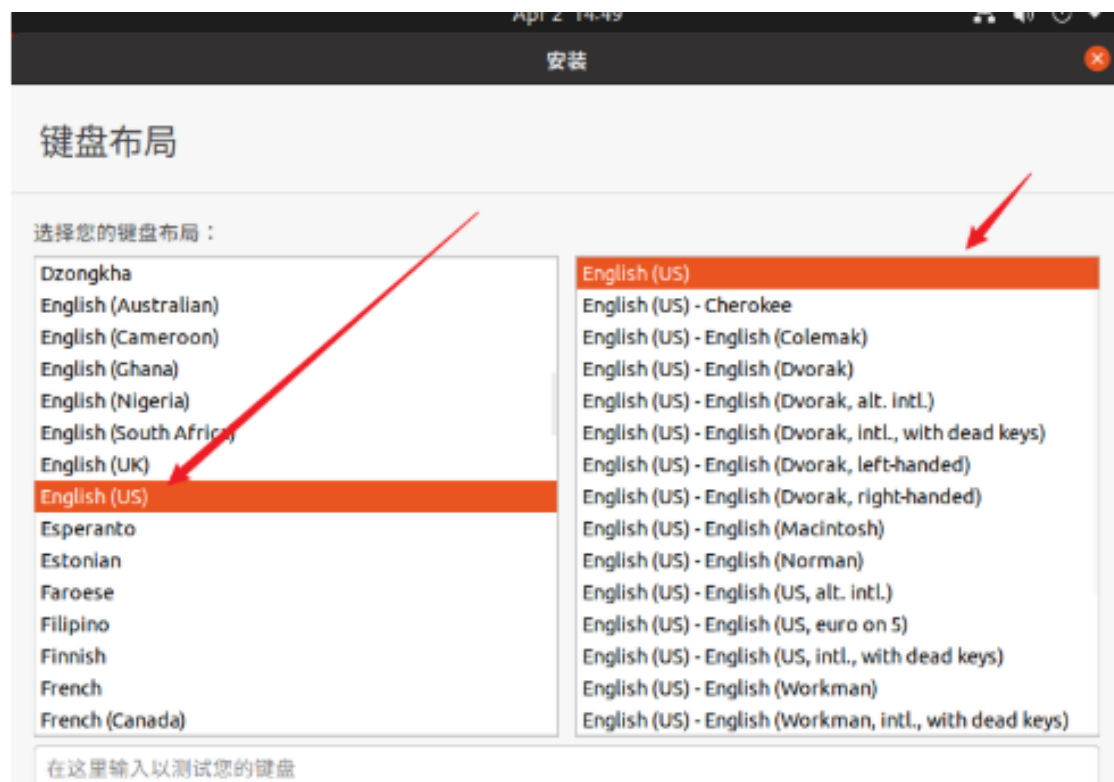 Apr 2 14:49
安装
键盘布局
选择您的键盘布局：
Dzongkha
English (Australian)
English (Cameroon)
English (Ghana)
English (Nigeria)
English (South Africa)
English (UK)
English (US)
Esperanto
Estonian
Faroese
Filipino
Finnish
French
French (Canada)
English (US)
English (US) - Cherokee
English (US) - English (Colemak)
English (US) - English (Dvorak)
English (US) - English (Dvorak, alt. intl.)
English (US) - English (Dvorak, intl., with dead keys)
English (US) - English (Dvorak, left-handed)
English (US) - English (Dvorak, right-handed)
English (US) - English (Macintosh)
English (US) - English (Norman)
English (US) - English (US, alt. intl.)
English (US) - English (US, euro on 5)
English (US) - English (US, intl., with dead keys)
English (US) - English (Workman)
English (US) - English (Workman, intl., with dead keys)
在这里输入以测试您的键盘